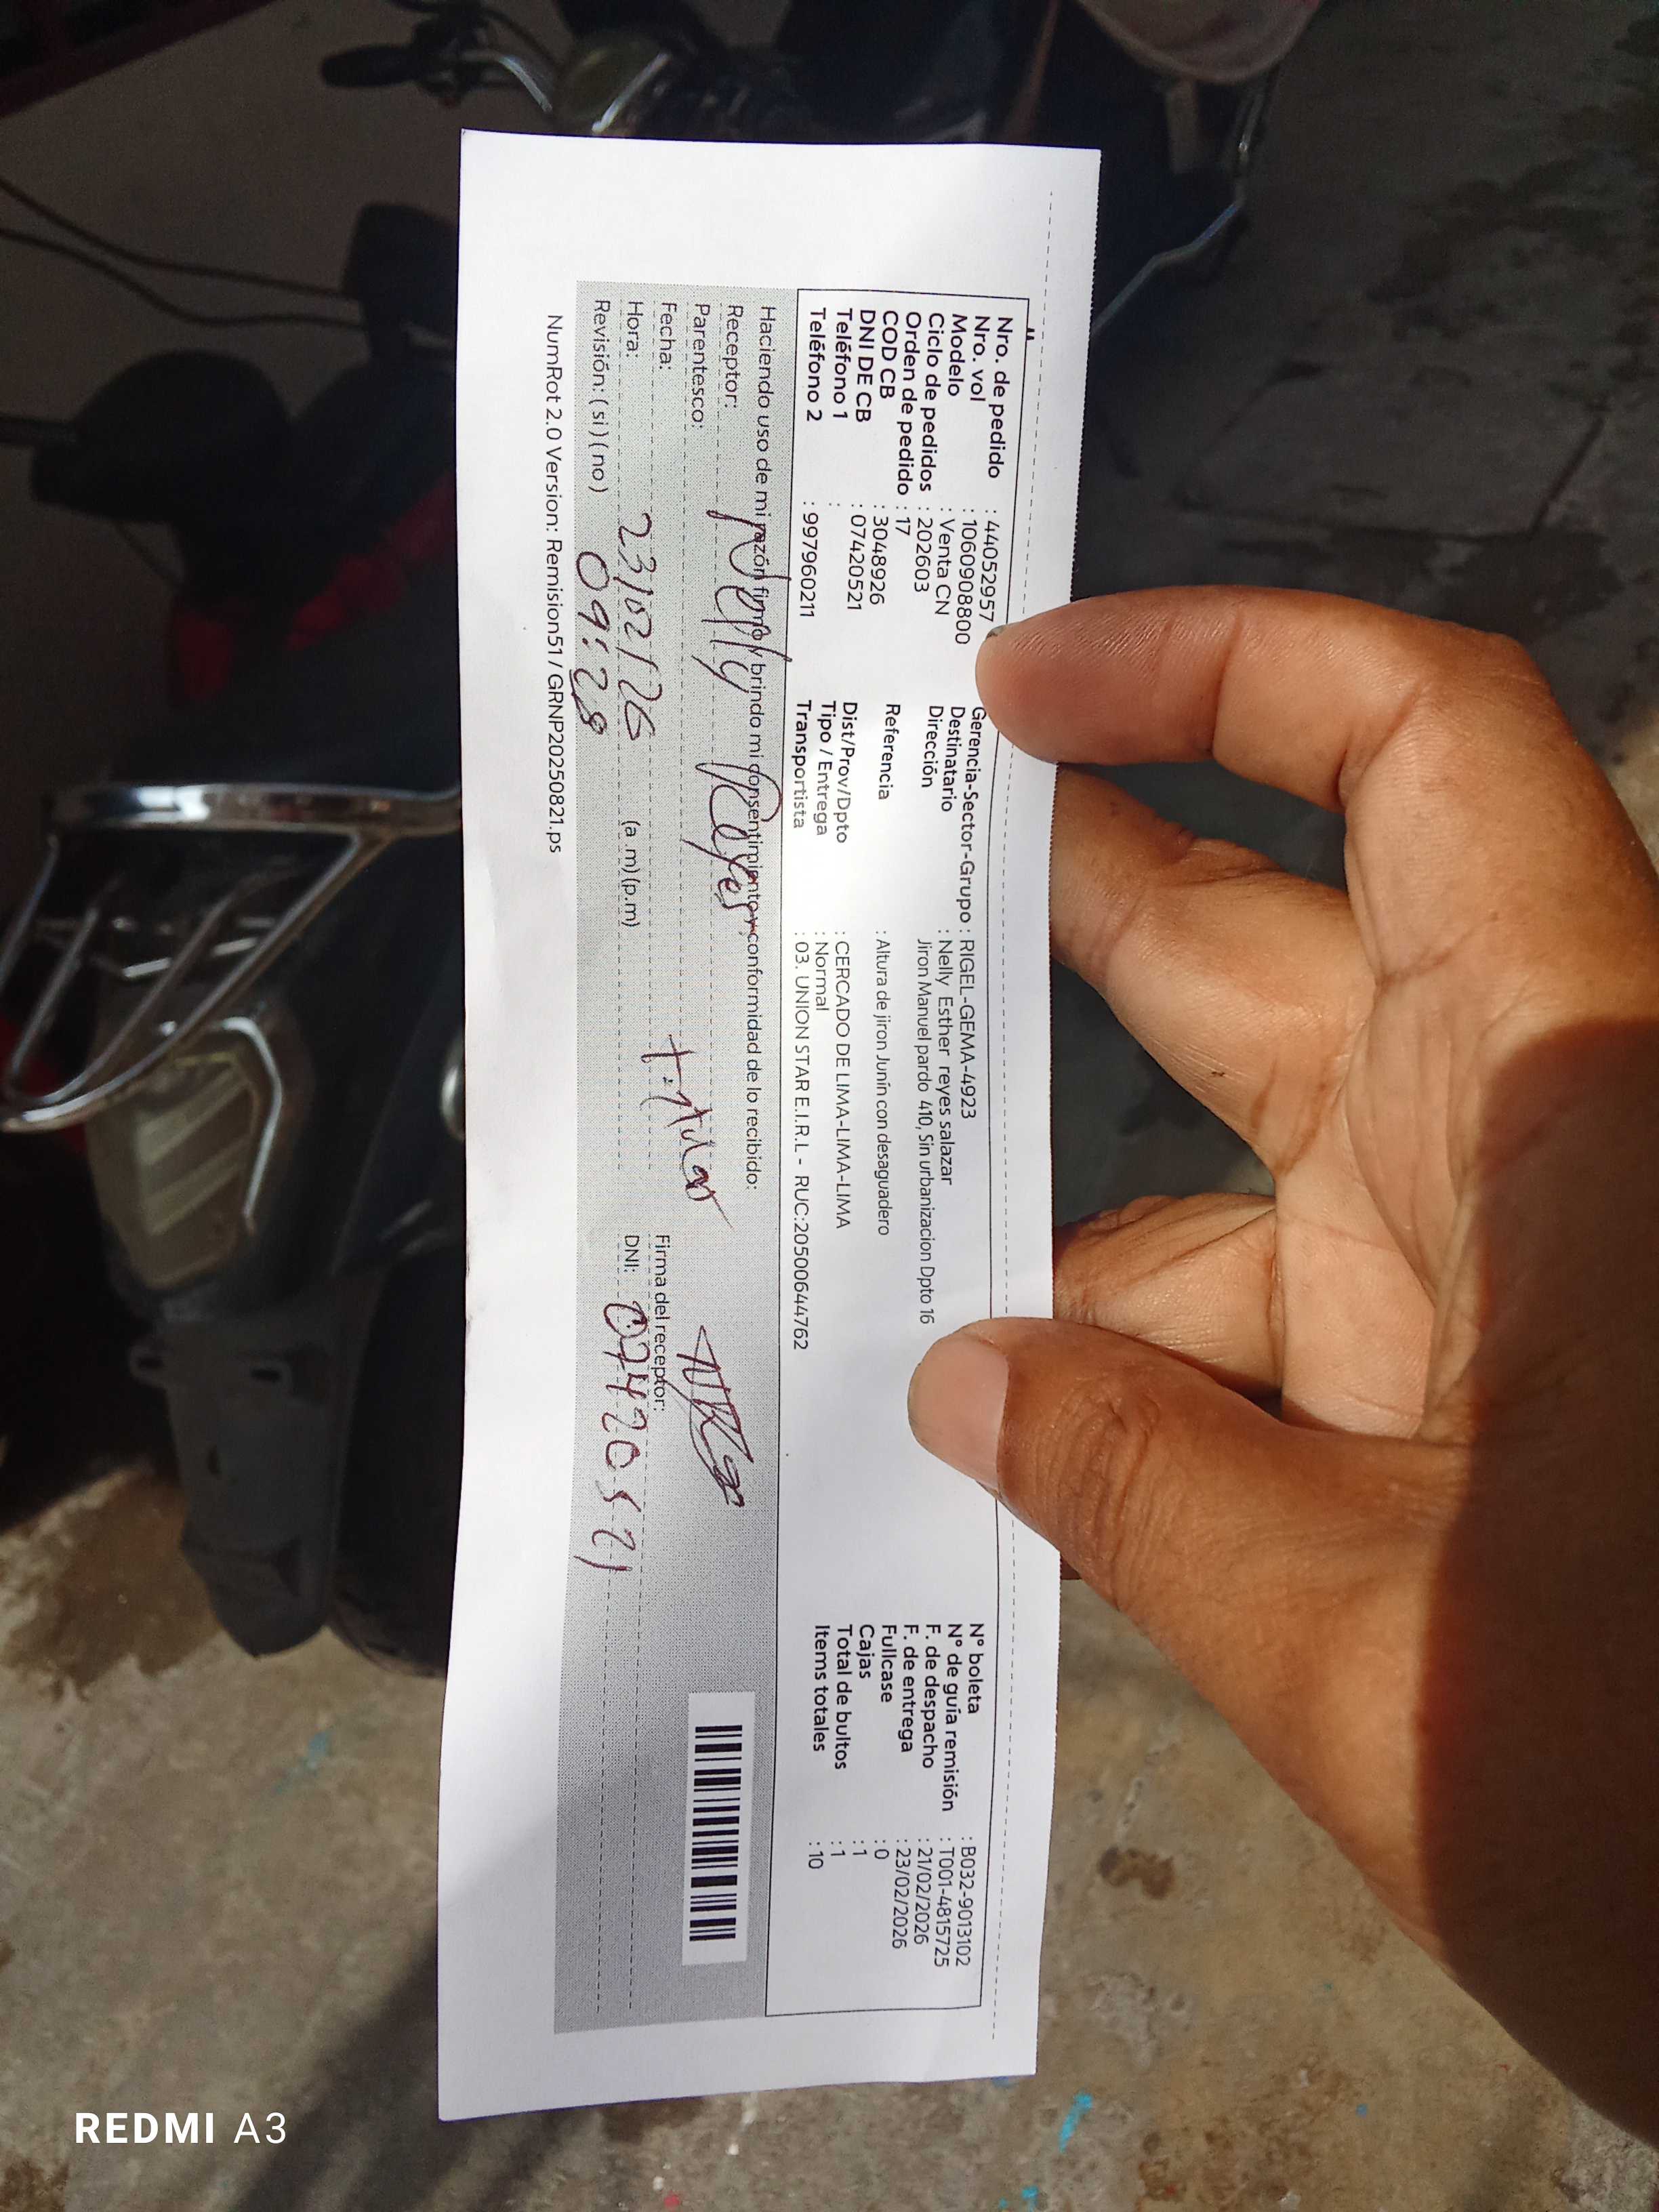 Nro. de pedido : 44052957
Nro. vol : 1060908800
Modelo : Venta CN
Ciclo de pedidos : 202603
Orden de pedido : 17
COD CB : 3048926
DNI DE CB : 07420521
Teléfono 1 :
Teléfono 2 : 997960211
Gerencia-Sector-Grupo : RIGEL-GEMA-4923
Destinatario : Nelly Esther reyes salazar
Dirección Jiron Manuel pardo 410, Sin urbanizacion Dpto 16
Referencia : Altura de jiron Junín con desaguadero
Dist/Prov/Dpto : CERCADO DE LIMA-LIMA-LIMA
Tipo / Entrega : Normal
Transportista : 03. UNION STAR E.I.R.L - RUC:20500644762
N° boleta : B032-9013102
N° de guía remisión : T001-4815725
F. de despacho : 21/02/2026
F. de entrega : 23/02/2026
Fullcase : 0
Cajas : 1
Total de bultos : 1
Items totales : 10
Haciendo uso de mi razón firmo y brindo mi consentimiento y conformidad de lo recibido:
Receptor: Nelly Reyes
Parentesco: titular
Fecha: 23/02/26
Hora: 09:28 (a.m)(p.m)
Revisión: ( si ) ( no )
Firma del receptor:
DNI: 07420521
NumRot 2.0 Version: Remision51 / GRNP20250821.ps
REDMI A3